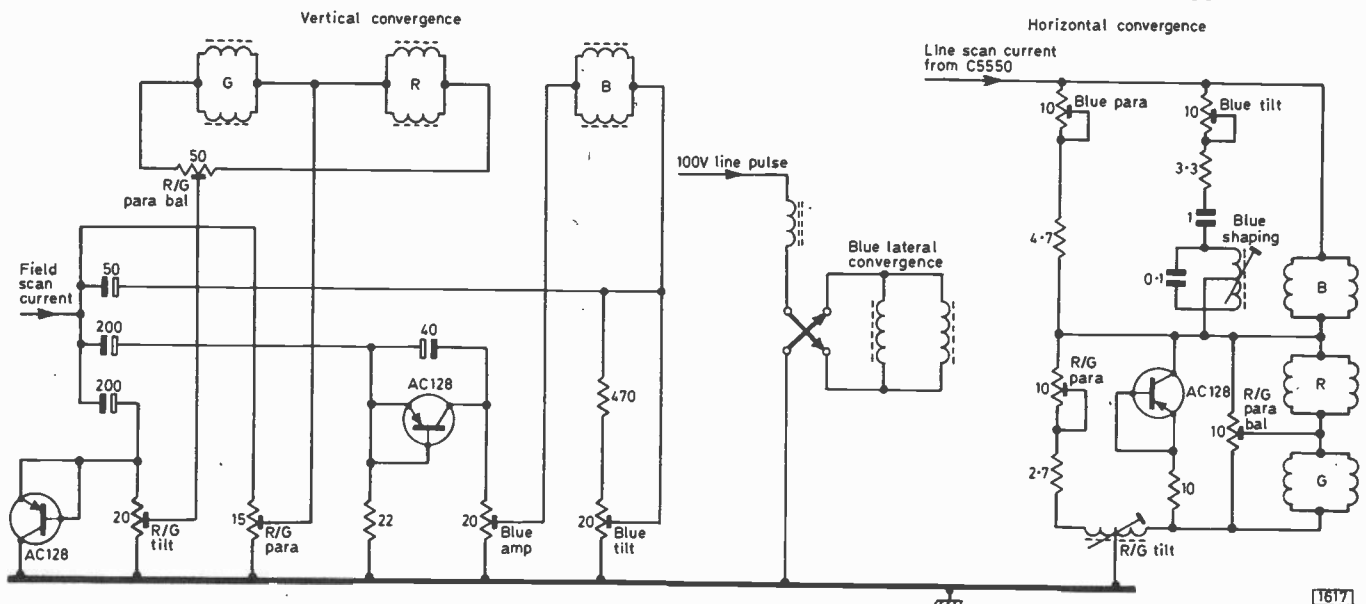 Vertical convergence
G
R
B
50
R/G
para bal
Field
scan
current
50
200
200
40
AC128
470
AC128
20
R/G
tilt
15
R/G
para
22
20
Blue
amp
20
Blue
tilt
100V line pulse
Blue lateral
convergence
Horizontal convergence
Line scan current
from C5550
10
Blue para
10
Blue tilt
3·3
1
Blue
shaping
4·7
0·1
B
R/G
para
10
AC128
R/G
para
bal
10
R
2·7
10
G
R/G tilt
1617